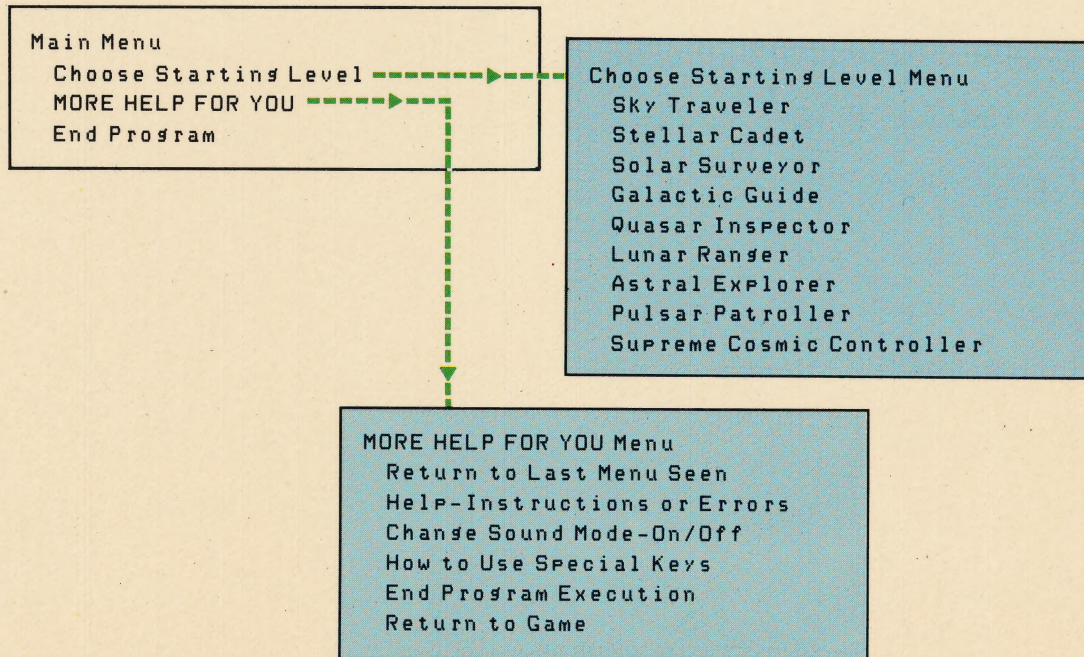 Main Menu
Choose Starting Level
MORE HELP FOR YOU
End Program
Choose Starting Level Menu
Sky Traveler
Stellar Cadet
Solar Surveyor
Galactic Guide
Quasar Inspector
Lunar Ranger
Astral Explorer
Pulsar Patroller
Supreme Cosmic Controller
MORE HELP FOR YOU Menu
Return to Last Menu Seen
Help-Instructions or Errors
Change Sound Mode-On/Off
How to Use Special Keys
End Program Execution
Return to Game